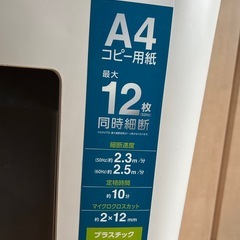 A4
コピー用紙
最大
12枚
(60Hz)
同時細断
細断速度
(50Hz) 約2.3m/分
(60Hz) 約2.5m/分
定格時間
約10分
マイクロクロスカット
約2×12mm
プラスチック